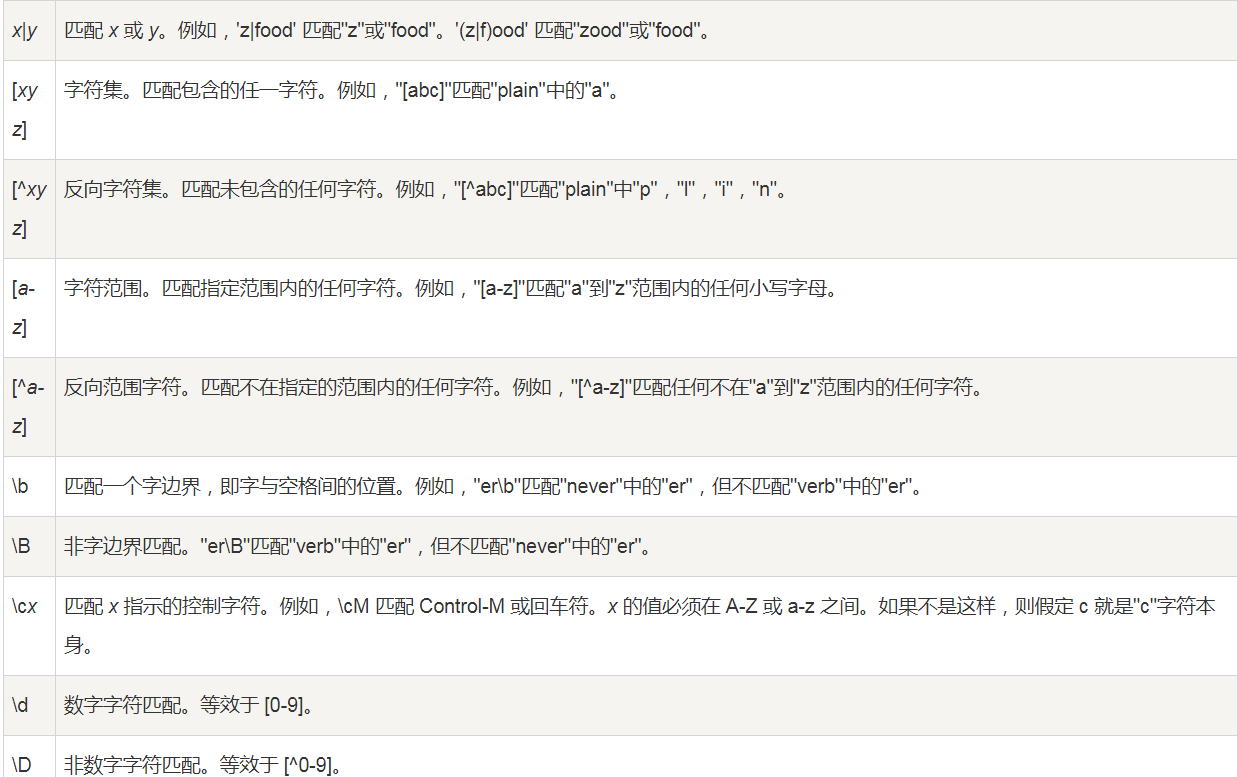 x|y 匹配 x 或 y。例如，'z|food' 匹配"z"或"food"。'(z|f)ood' 匹配"zood"或"food"。
[xy 字符集。匹配包含的任一字符。例如，"[abc]"匹配"plain"中的"a"。
z]
[^xy 反向字符集。匹配未包含的任何字符。例如，"[^abc]"匹配"plain"中"p"，"l"，"i"，"n"。
z]
[a- 字符范围。匹配指定范围内的任何字符。例如，"[a-z]"匹配"a"到"z"范围内的任何小写字母。
z]
[^a- 反向范围字符。匹配不在指定的范围内的任何字符。例如，"[^a-z]"匹配任何不在"a"到"z"范围内的任何字符。
z]
\b 匹配一个字边界，即字与空格间的位置。例如，"er\b"匹配"never"中的"er"，但不匹配"verb"中的"er"。
\B 非字边界匹配。"er\B"匹配"verb"中的"er"，但不匹配"never"中的"er"。
\cx 匹配 x 指示的控制字符。例如，\cM 匹配 Control-M 或回车符。x 的值必须在 A-Z 或 a-z 之间。如果不是这样，则假定 c 就是"c"字符本
身。
\d 数字字符匹配。等效于 [0-9]。
\D 非数字字符匹配。等效于 [^0-9]。